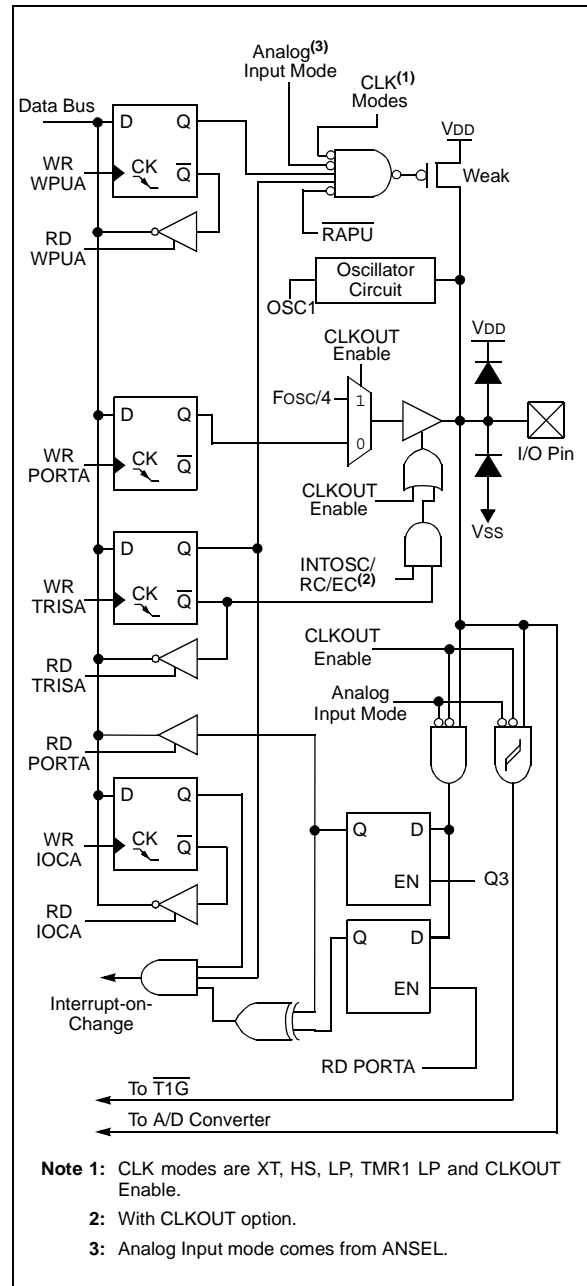 Analog(3)
Input Mode
CLK(1)
Modes
Data Bus
VDD
D Q
WR
WPUA
CK Q̅
Weak
RD
WPUA
R̅A̅P̅U̅
Oscillator
Circuit
OSC1
CLKOUT
Enable
VDD
FOSC/4
1
D Q
0
WR
PORTA
CK Q̅
I/O Pin
CLKOUT
Enable
VSS
D Q
INTOSC/
RC/EC(2)
WR
TRISA
CK Q̅
CLKOUT
Enable
RD
TRISA
Analog
Input Mode
RD
PORTA
D Q
WR
IOCA
CK Q̅
Q D
EN
Q3
RD
IOCA
Q D
EN
Interrupt-on-
Change
RD PORTA
To T̅1̅G̅
To A/D Converter
Note 1: CLK modes are XT, HS, LP, TMR1 LP and CLKOUT
Enable.
2: With CLKOUT option.
3: Analog Input mode comes from ANSEL.